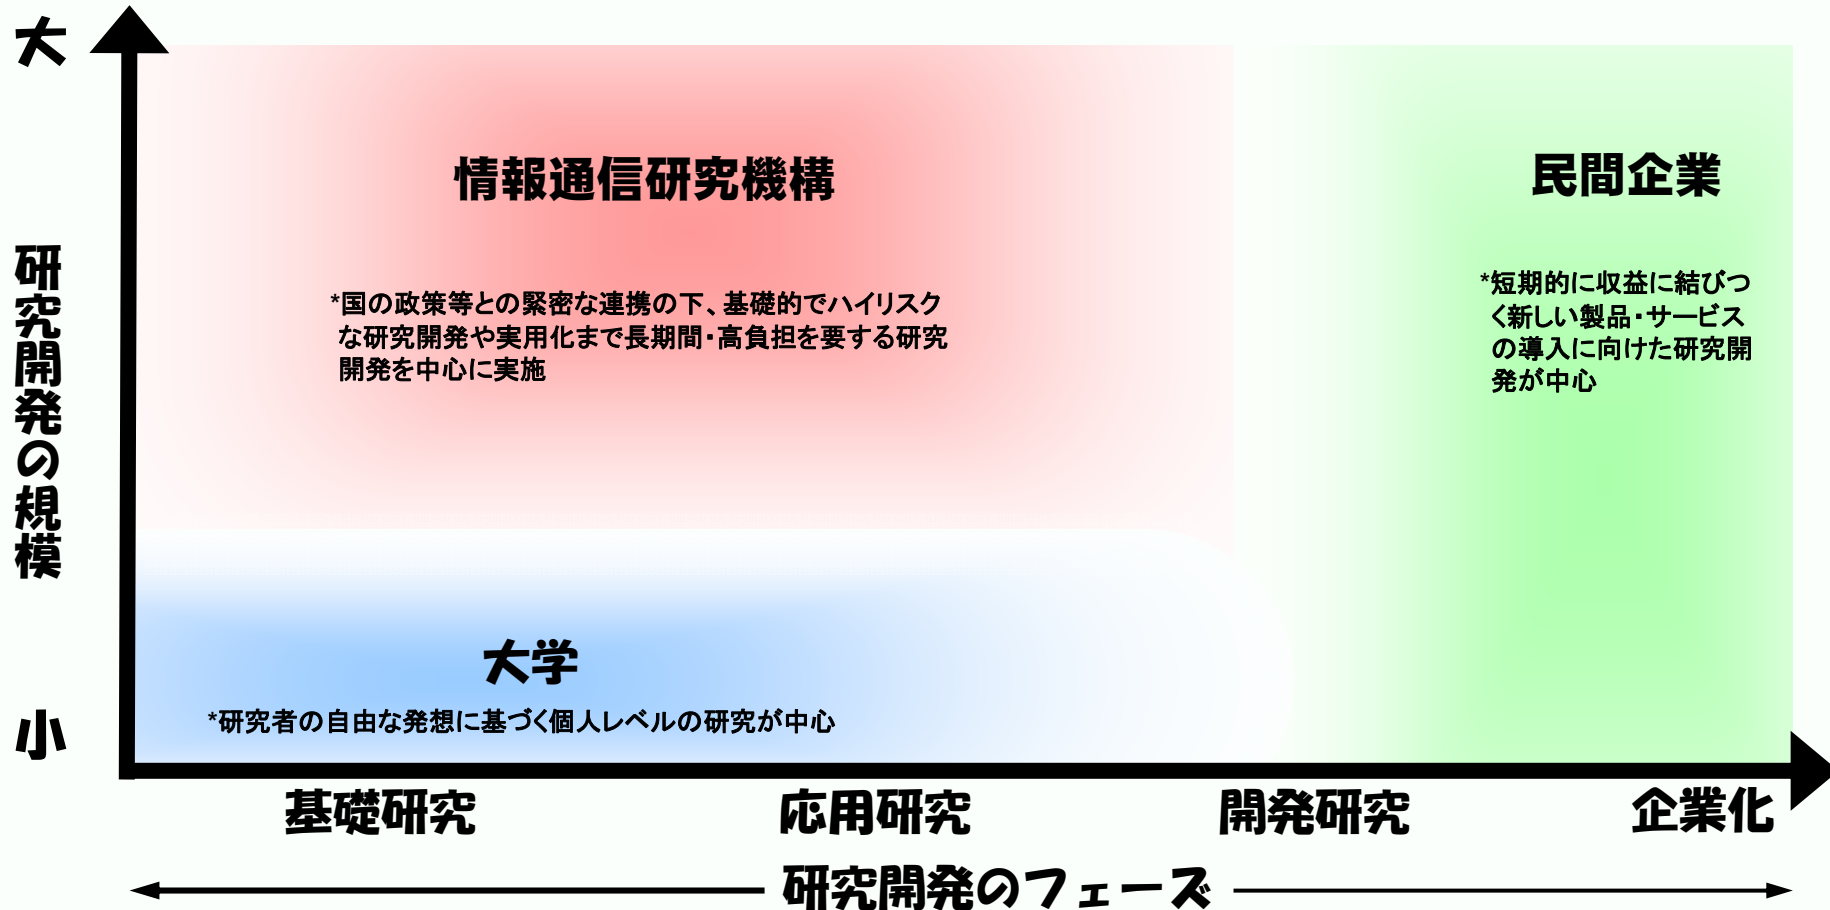 大
研究開発の規模
小
情報通信研究機構
*国の政策等との緊密な連携の下、基礎的でハイリスク
な研究開発や実用化まで長期間・高負担を要する研究
開発を中心に実施
民間企業
*短期的に収益に結びつ
く新しい製品・サービス
の導入に向けた研究開
発が中心
大学
*研究者の自由な発想に基づく個人レベルの研究が中心
基礎研究
応用研究
開発研究
企業化
研究開発のフェーズ